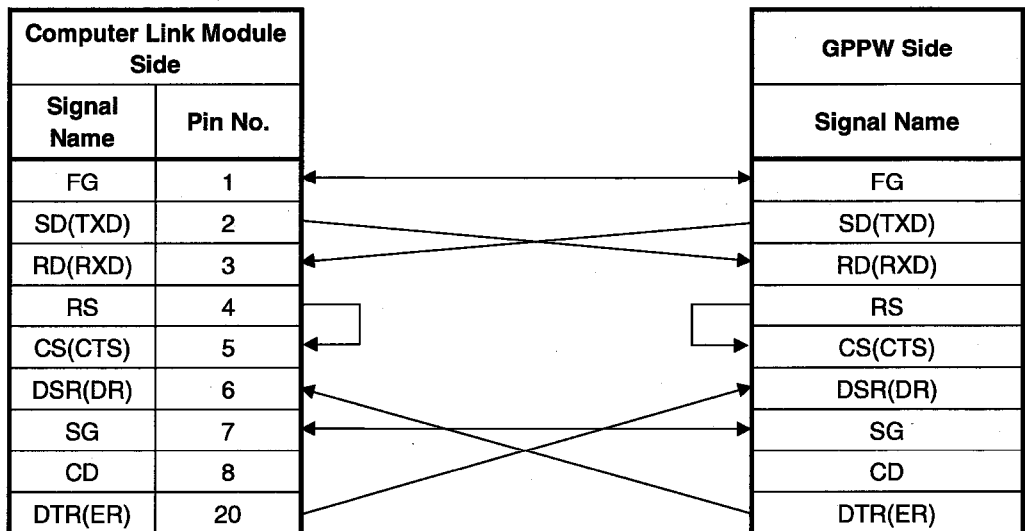 Computer Link Module
Side
GPPW Side
Signal
Name
Pin No.
Signal Name
FG 1 FG
SD(TXD) 2 SD(TXD)
RD(RXD) 3 RD(RXD)
RS 4 RS
CS(CTS) 5 CS(CTS)
DSR(DR) 6 DSR(DR)
SG 7 SG
CD 8 CD
DTR(ER) 20 DTR(ER)